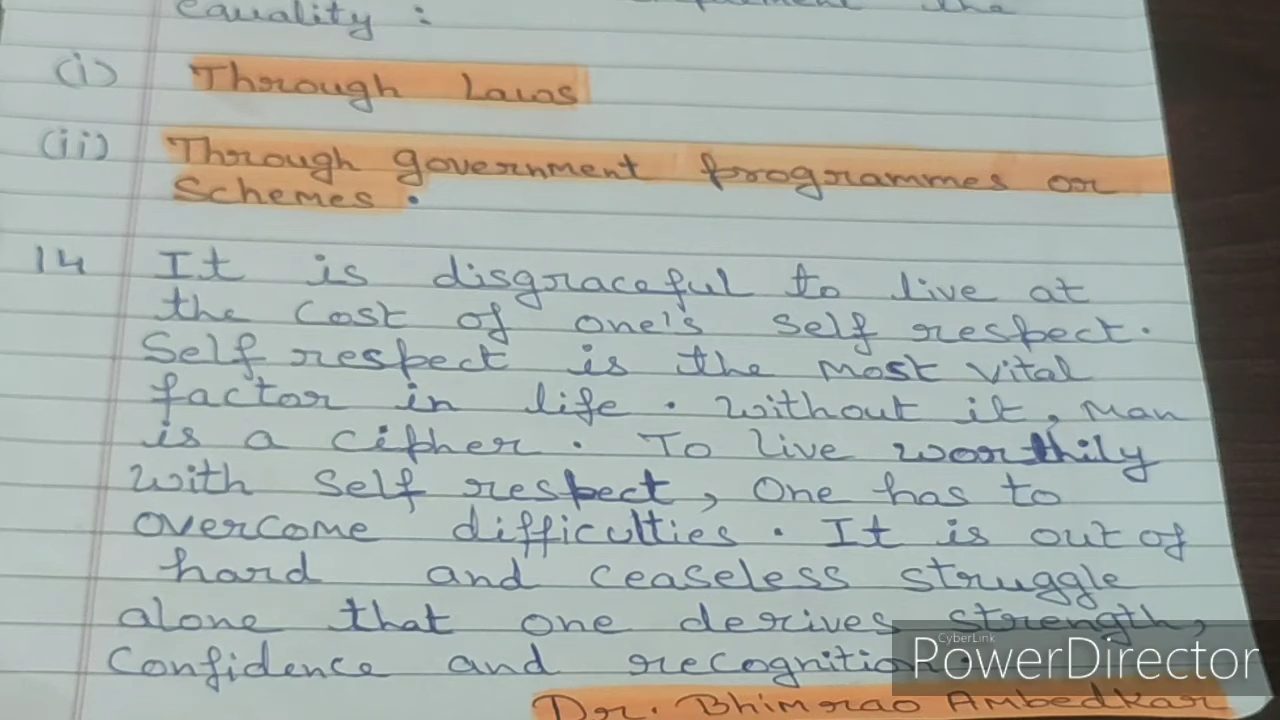 Equality :
(i) Through Laws
(ii) Through government programmes or
Schemes .
14 It is disgraceful to live at
the cost of one's self respect.
Self respect is the most vital
factor in life . without it, Man
is a cipher . To live worthily
with self respect, One has to
overcome difficulties . It is out of
hard and ceaseless struggle
alone that one derives strength,
Confidence and recognition.
Dr. Bhimrao Ambedkar
CyberLink
PowerDirector